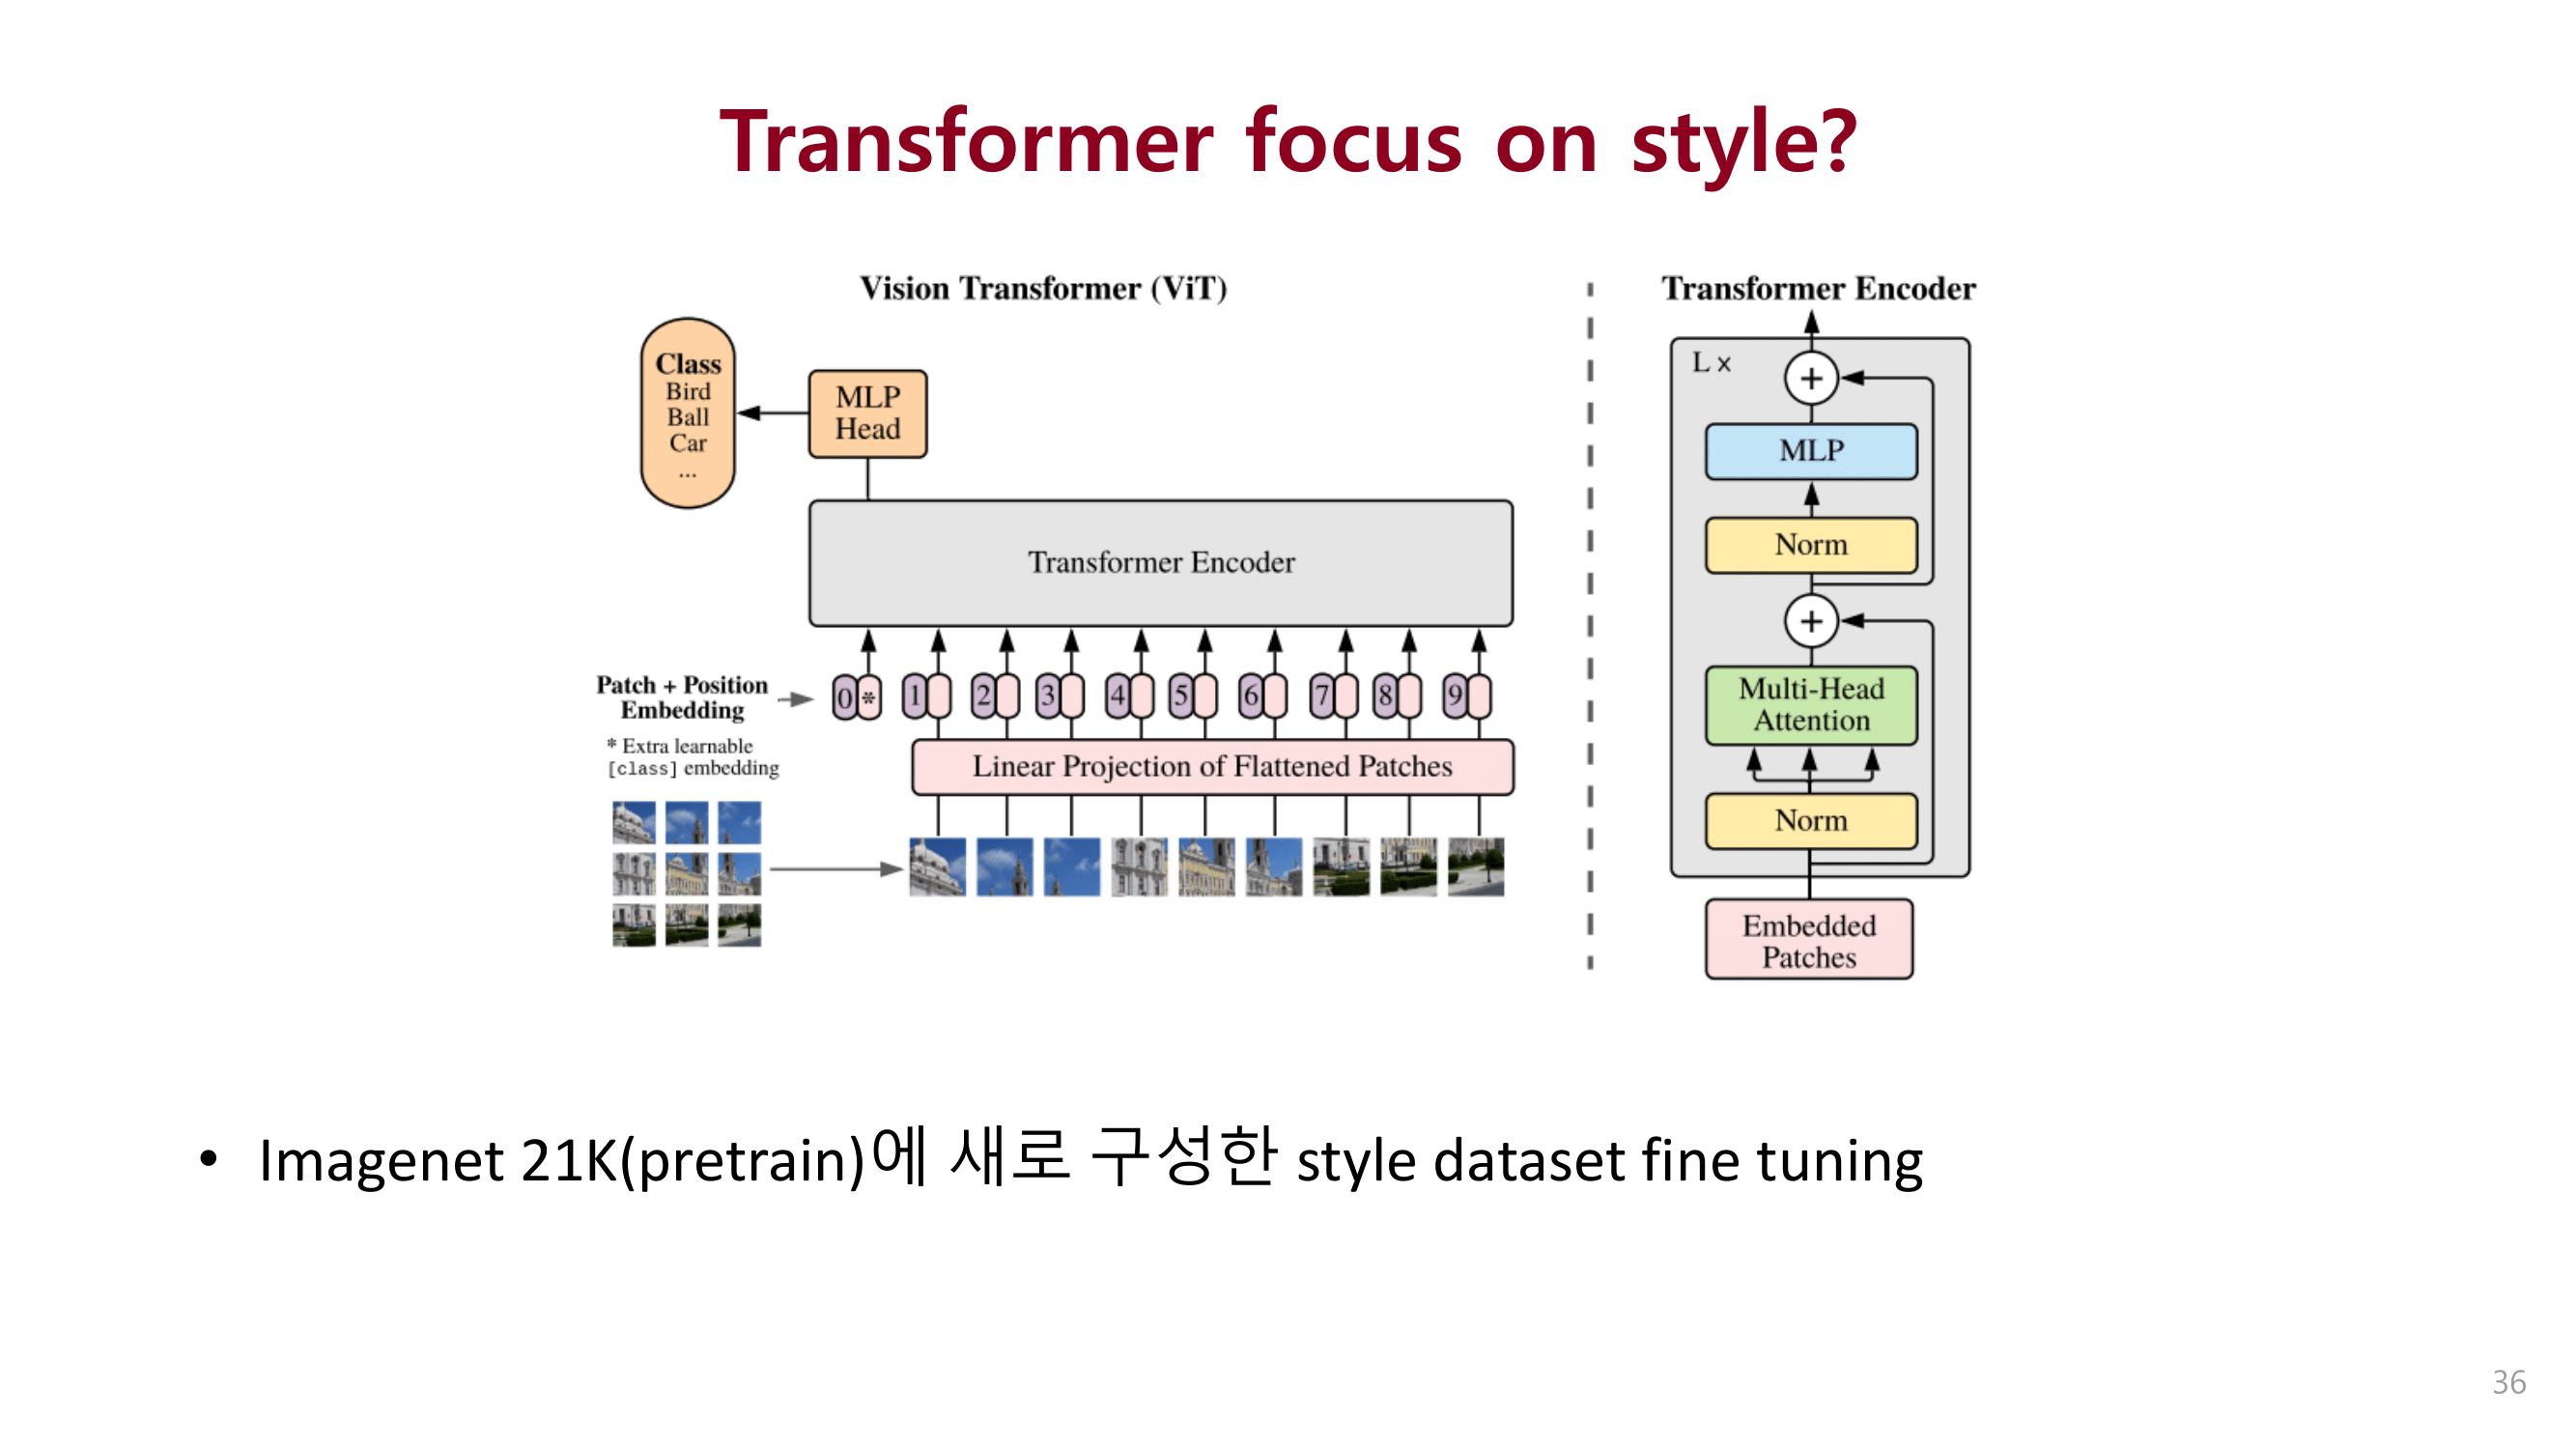 Transformer focus on style?
Vision Transformer (ViT)
Class
Bird
Ball
Car
...
MLP
Head
Transformer Encoder
Patch + Position
Embedding
* Extra learnable
[class] embedding
0 * 1 2 3 4 5 6 7 8 9
Linear Projection of Flattened Patches
Transformer Encoder
L x
+
MLP
Norm
+
Multi-Head
Attention
Norm
Embedded
Patches
• Imagenet 21K(pretrain)에 새로 구성한 style dataset fine tuning
36